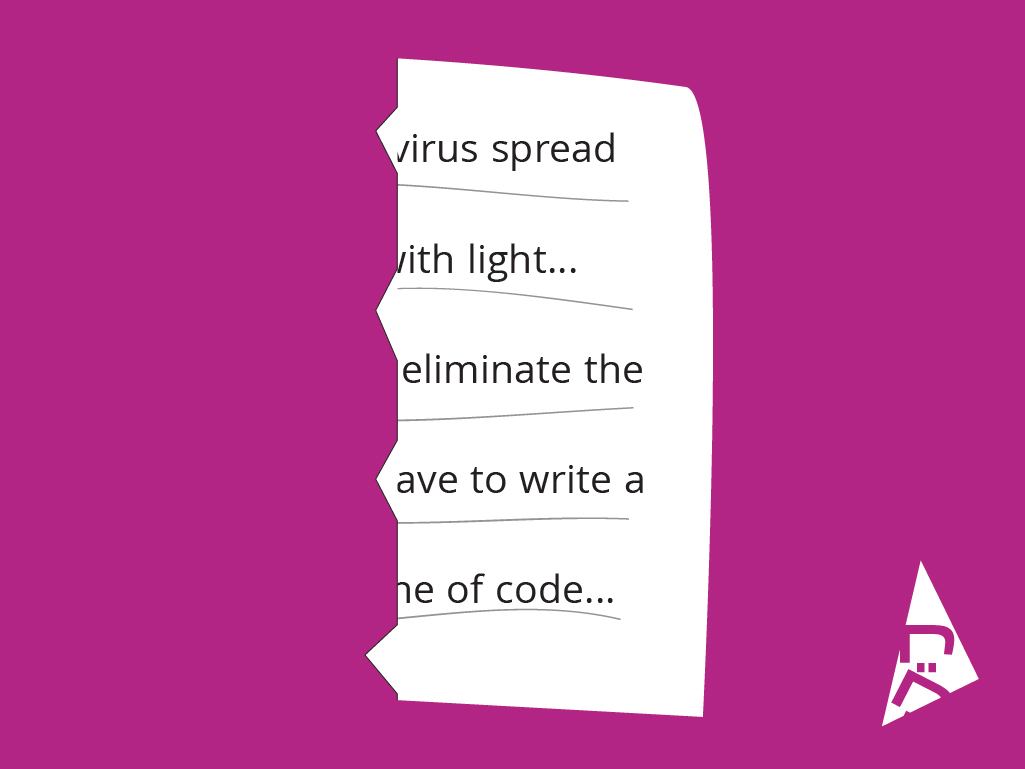 virus spread
with light...
eliminate the
ave to write a
ne of code...